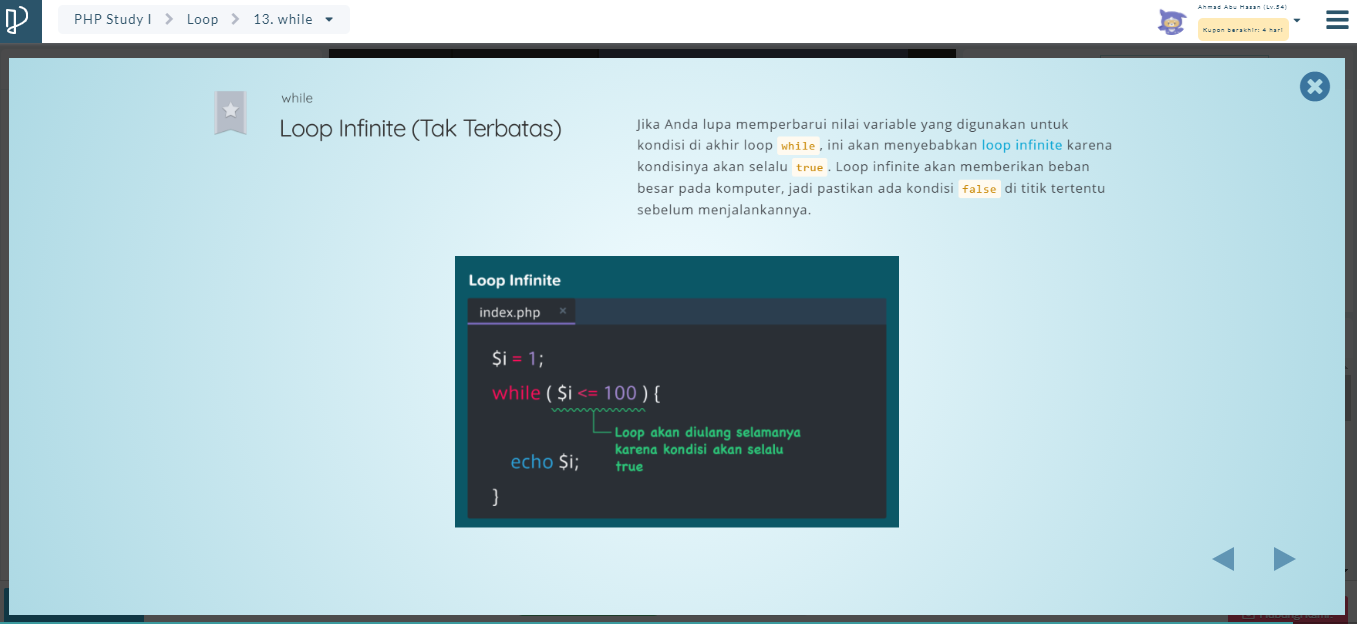 PHP Study I
Loop
13. while
Ahmad Abu Hasan (Lv.54)
Kupon berakhir: 4 hari
while
Loop Infinite (Tak Terbatas)
Jika Anda lupa memperbarui nilai variable yang digunakan untuk
kondisi di akhir loop while, ini akan menyebabkan loop infinite karena
kondisinya akan selalu true. Loop infinite akan memberikan beban
besar pada komputer, jadi pastikan ada kondisi false di titik tertentu
sebelum menjalankannya.
Loop Infinite
index.php ×
$i = 1;
while ( $i <= 100 ) {
Loop akan diulang selamanya
karena kondisi akan selalu
true
echo $i;
}